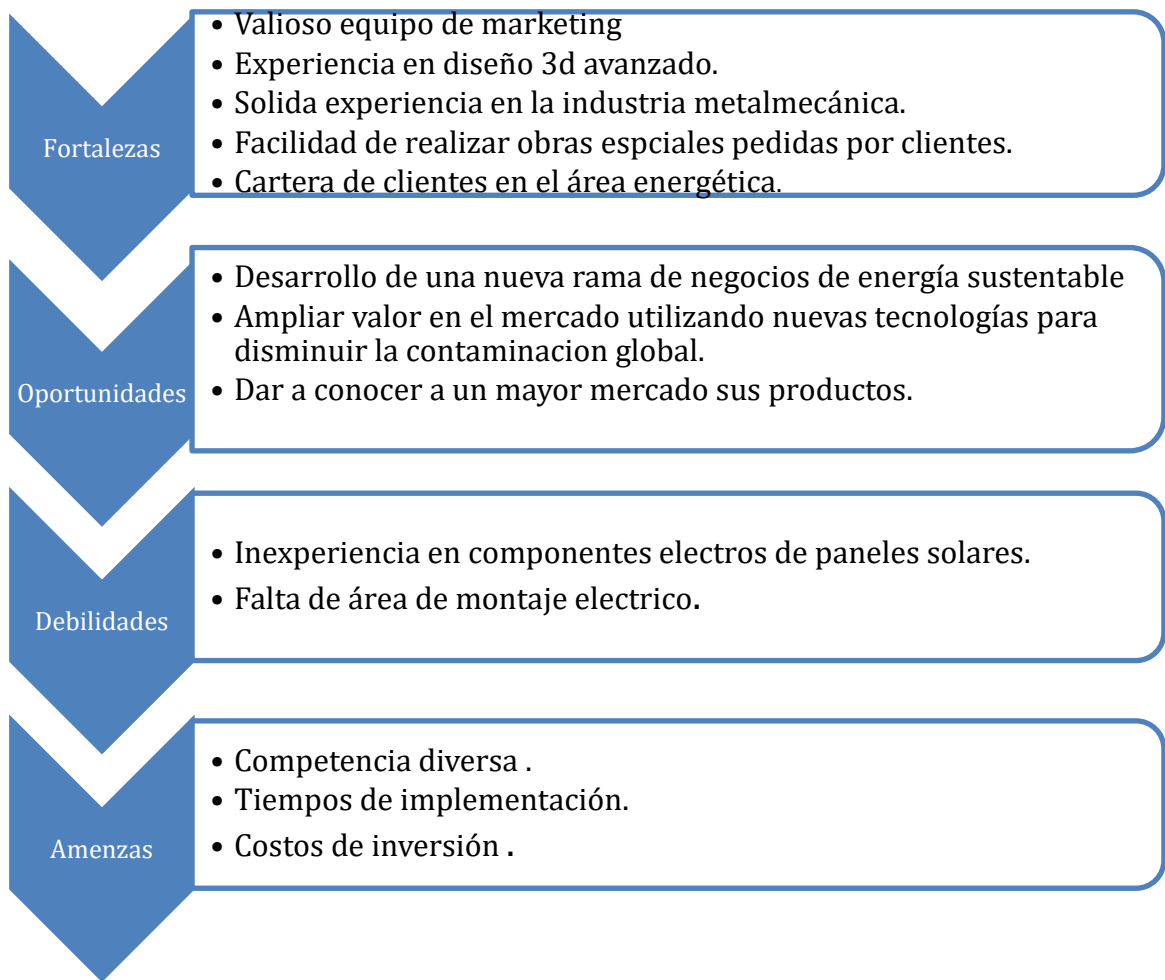 Fortalezas
• Valioso equipo de marketing
• Experiencia en diseño 3d avanzado.
• Solida experiencia en la industria metalmecánica.
• Facilidad de realizar obras espciales pedidas por clientes.
• Cartera de clientes en el área energética.
Oportunidades
• Desarrollo de una nueva rama de negocios de energía sustentable
• Ampliar valor en el mercado utilizando nuevas tecnologías para
disminuir la contaminacion global.
• Dar a conocer a un mayor mercado sus productos.
Debilidades
• Inexperiencia en componentes electros de paneles solares.
• Falta de área de montaje electrico.
Amenzas
• Competencia diversa .
• Tiempos de implementación.
• Costos de inversión .